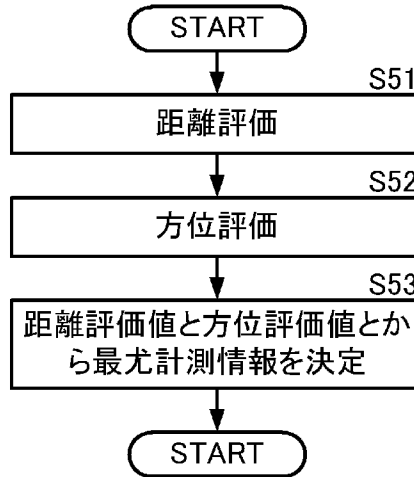 START
S51
距離評価
S52
方位評価
S53
距離評価値と方位評価値とか
ら最尤計測情報を決定
START